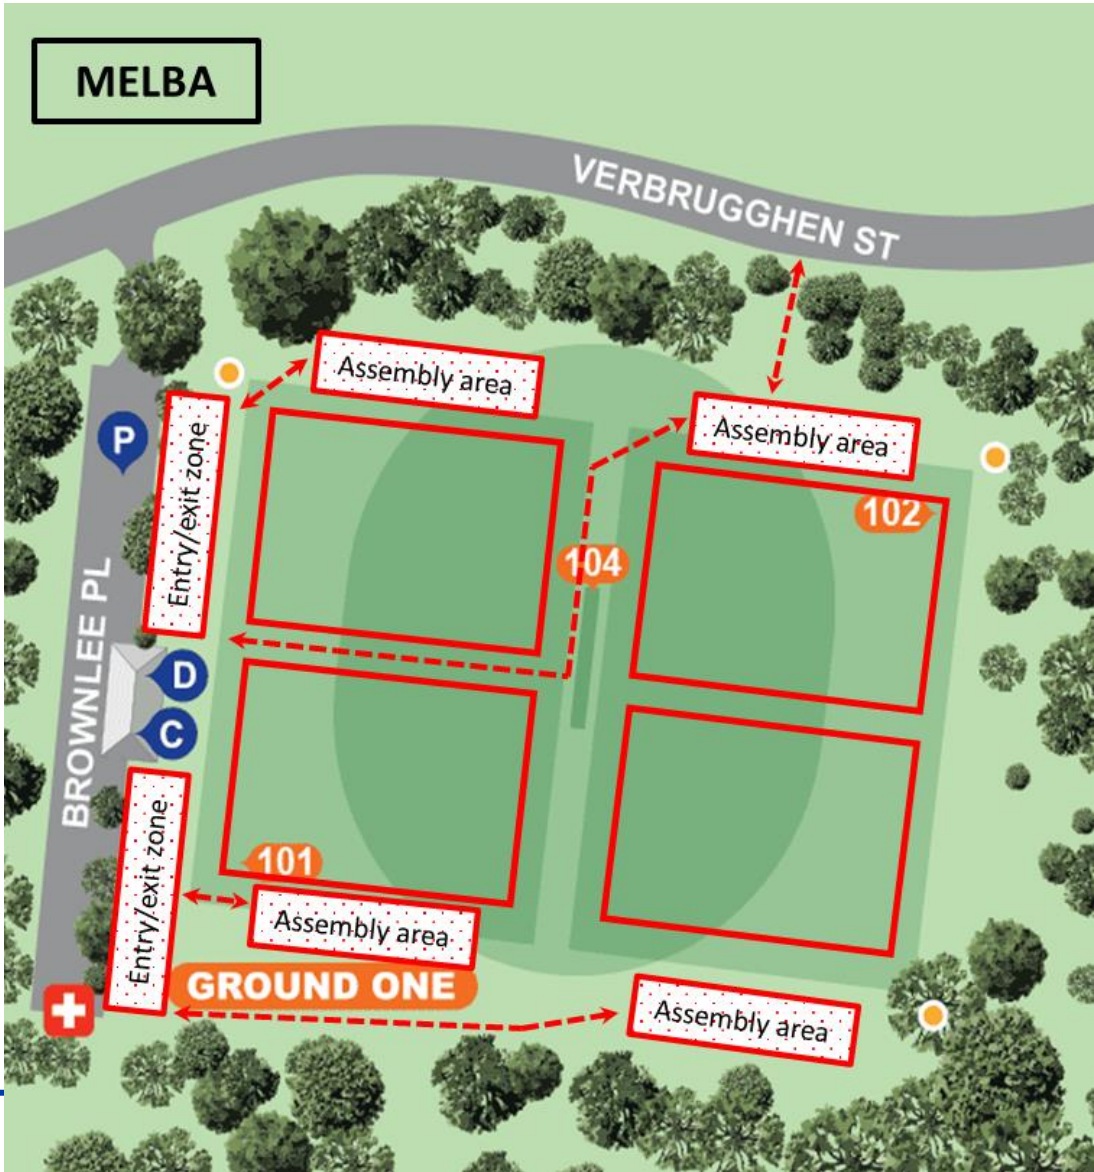 MELBA
VERBRUGGHEN ST
Assembly area
Assembly area
P
Entry/exit zone
102
104
BROWNLEE PL
D
C
Entry/exit zone
101
Assembly area
GROUND ONE
Assembly area